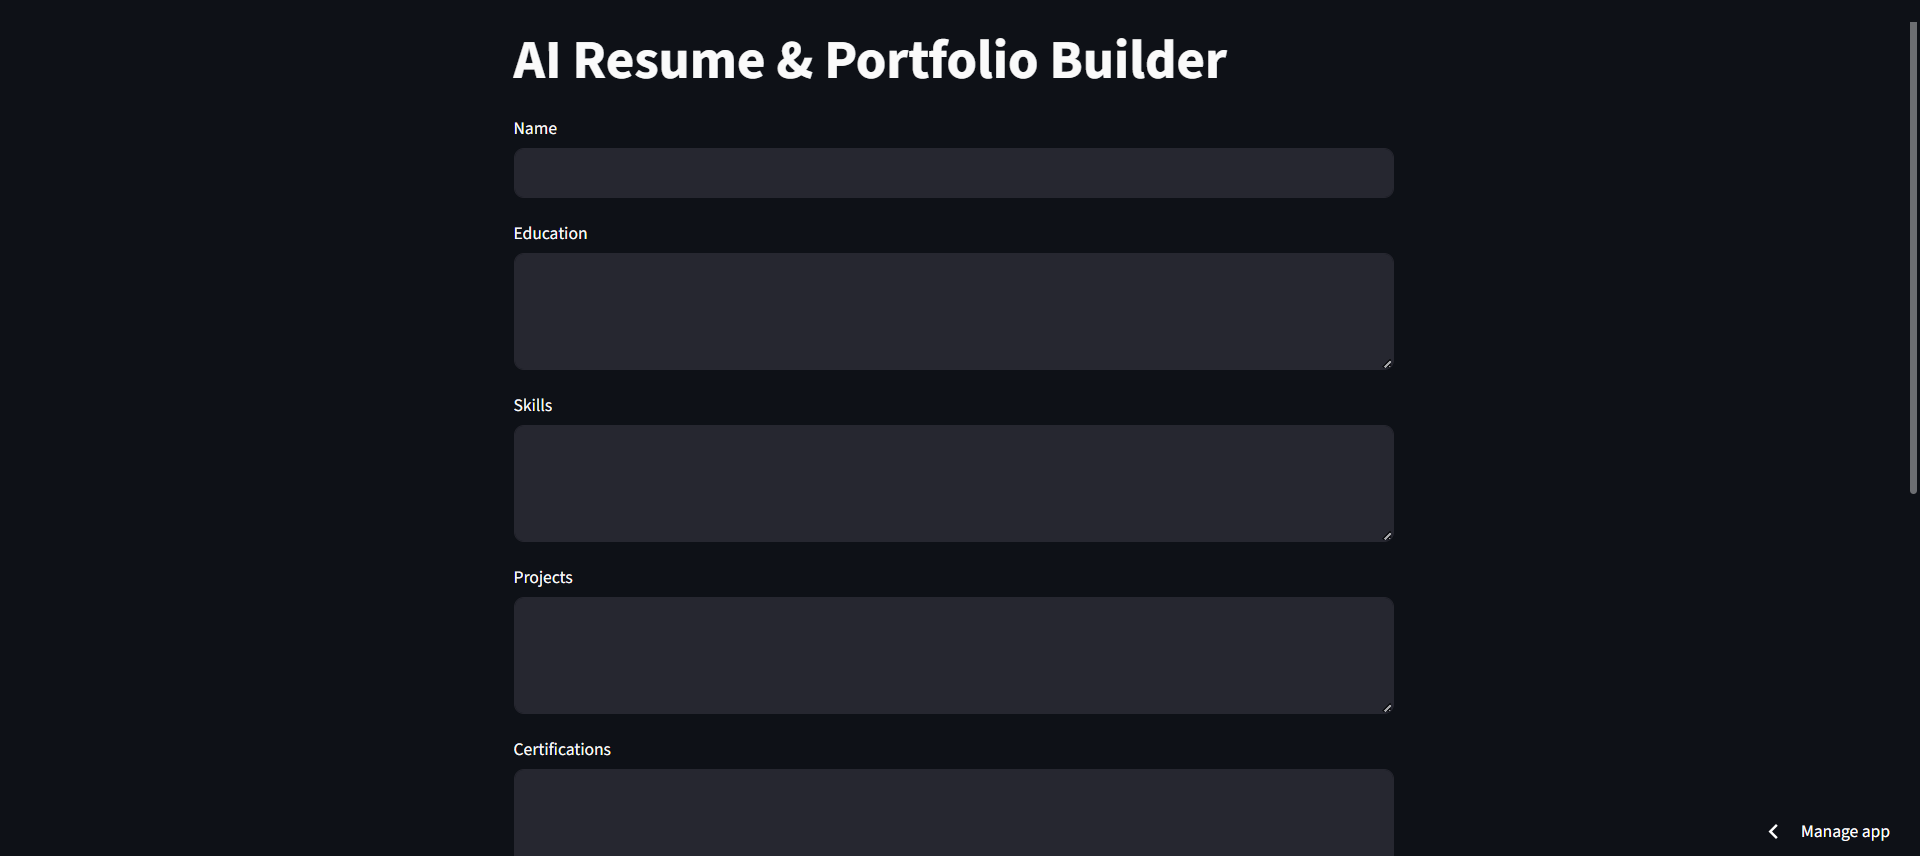 AI Resume & Portfolio Builder
Name
Education
Skills
Projects
Certifications
Manage app